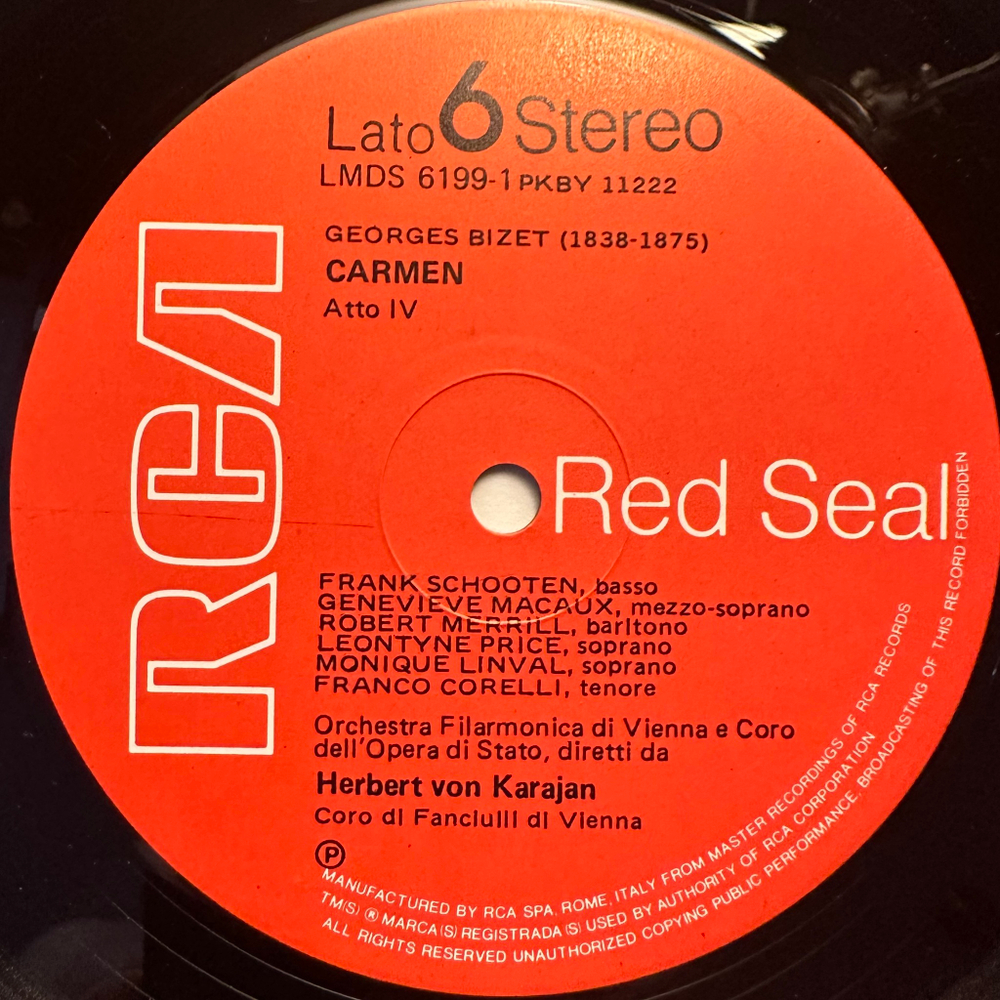 Lato 6 Stereo
LMDS 6199-1 PKBY 11222
GEORGES BIZET (1838-1875)
CARMEN
Atto IV
RCA
Red Seal
FRANK SCHOOTEN, basso
GENEVIEVE MACAUX, mezzo-soprano
ROBERT MERRILL, baritono
LEONTYNE PRICE, soprano
MONIQUE LINVAL, soprano
FRANCO CORELLI, tenore
Orchestra Filarmonica di Vienna e Coro
dell'Opera di Stato, diretti da
Herbert von Karajan
Coro di Fanciulli di Vienna
Ⓟ
MANUFACTURED BY RCA SPA, ROME, ITALY FROM MASTER RECORDINGS OF RCA RECORDS
TM(S) ® MARCA(S) REGISTRADA(S) USED BY AUTHORITY OF RCA CORPORATION
ALL RIGHTS RESERVED UNAUTHORIZED COPYING PUBLIC PERFORMANCE. BROADCASTING OF THIS RECORD FORBIDDEN